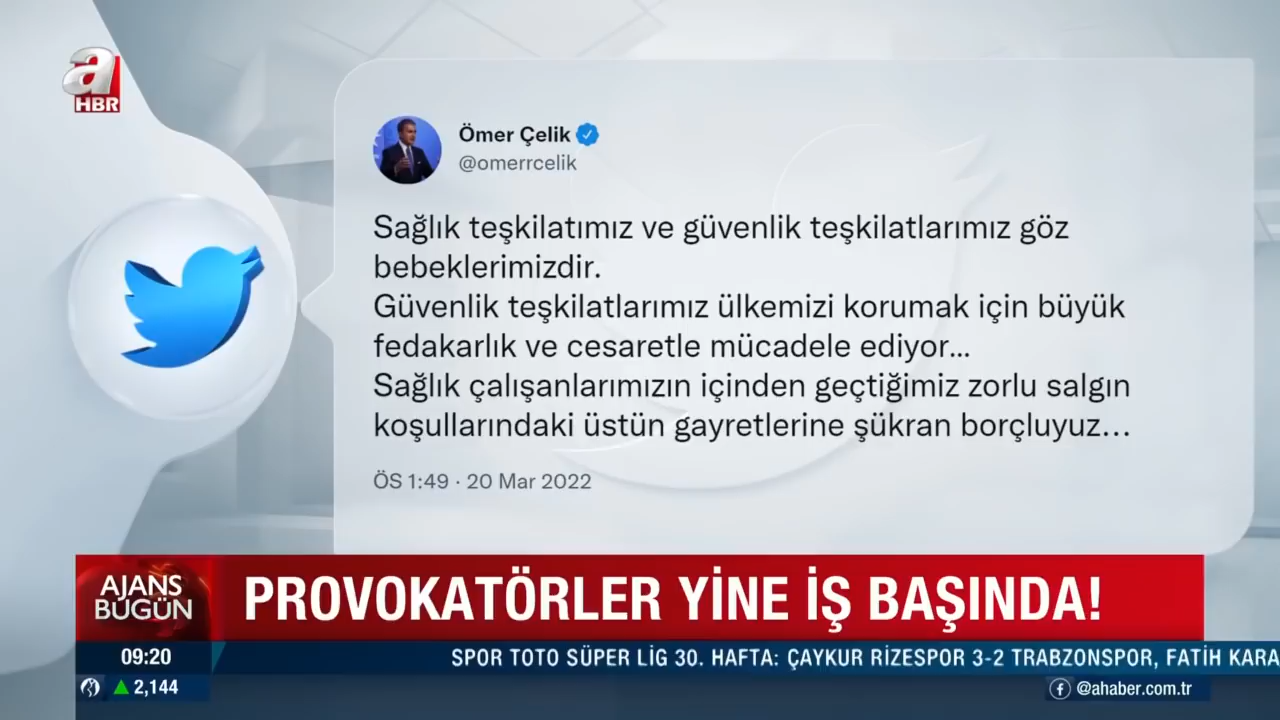 a
HBR
Ömer Çelik
@omerrcelik
Sağlık teşkilatımız ve güvenlik teşkilatlarımız göz
bebeklerimizdir.
Güvenlik teşkilatlarımız ülkemizi korumak için büyük
fedakarlık ve cesaretle mücadele ediyor...
Sağlık çalışanlarımızın içinden geçtiğimiz zorlu salgın
koşullarındaki üstün gayretlerine şükran borçluyuz...
ÖS 1:49 · 20 Mar 2022
AJANS
BUGÜN
PROVOKATÖRLER YİNE İŞ BAŞINDA!
09:20
SPOR TOTO SÜPER LİG 30. HAFTA: ÇAYKUR RİZESPOR 3-2 TRABZONSPOR, FATİH KARA
2,144
@ahaber.com.tr